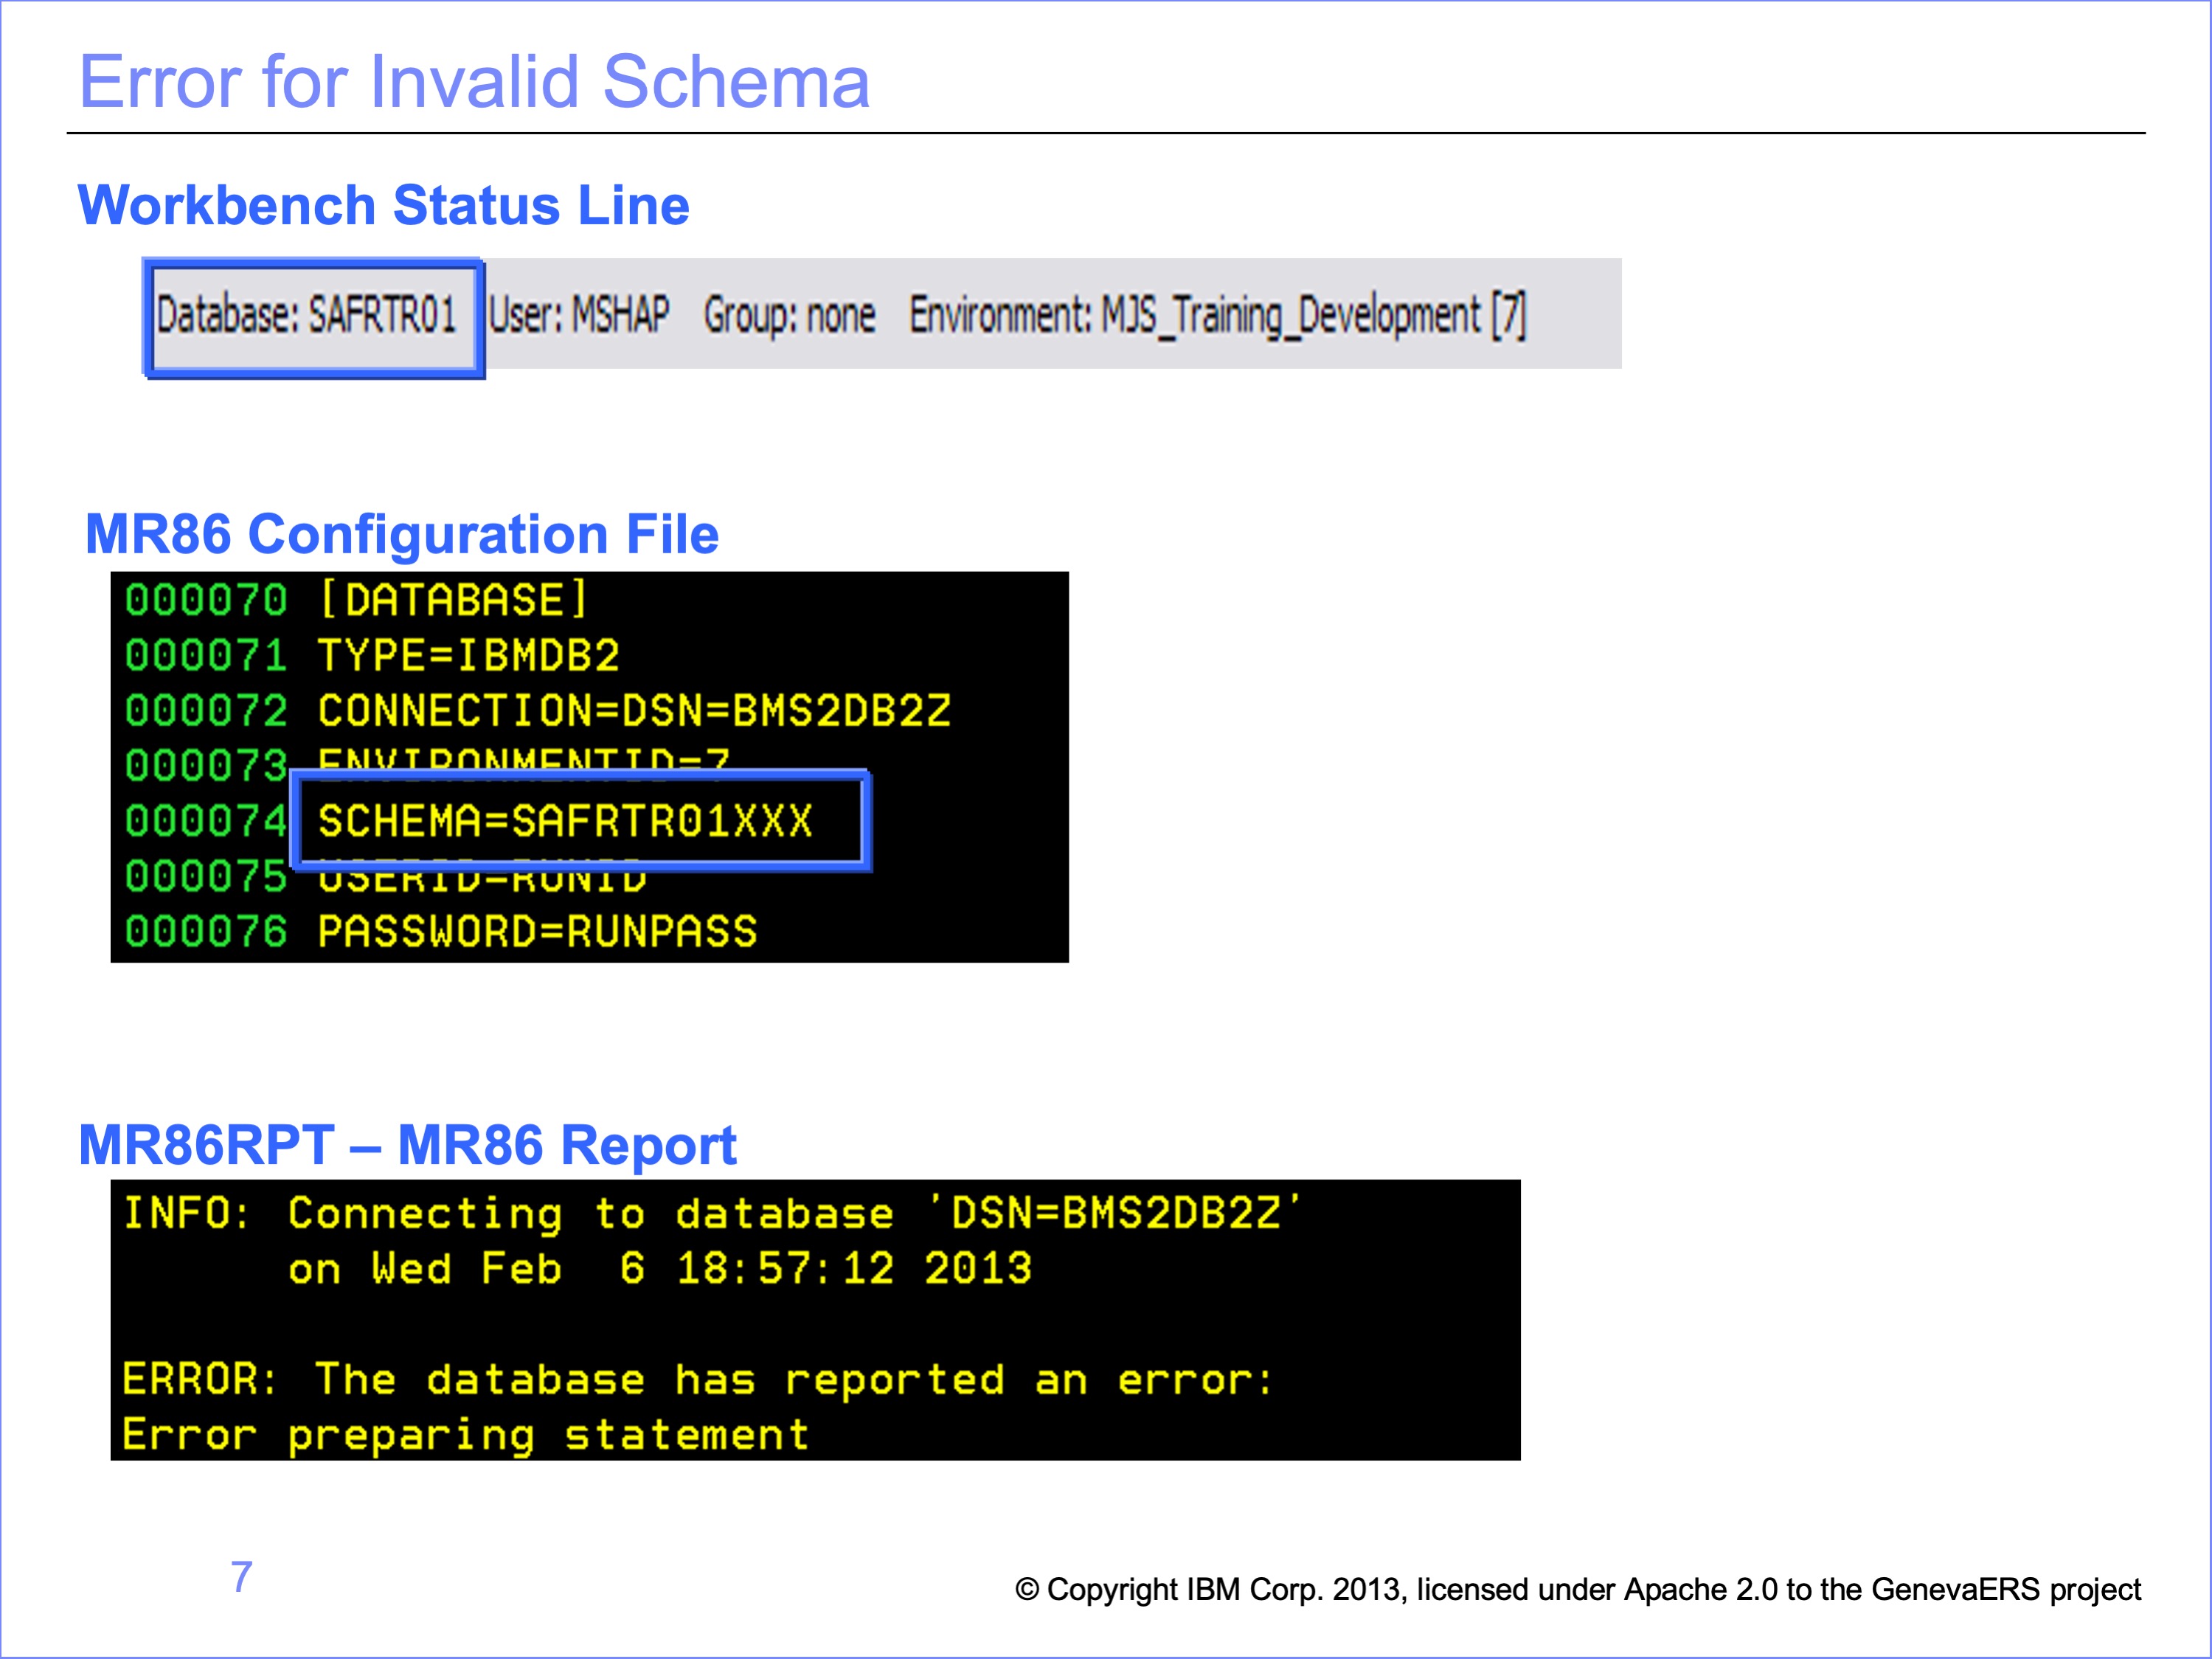 Error for Invalid Schema
Workbench Status Line
Database: SAFRTR01 User: MSHAP Group: none Environment: MJS_Training_Development [7]
MR86 Configuration File
000070 [DATABASE]
000071 TYPE=IBMDB2
000072 CONNECTION=DSN=BMS2DB2Z
000073 ENVIRONMENTID=7
000074 SCHEMA=SAFRTR01XXX
000075 USERID=RUNID
000076 PASSWORD=RUNPASS
MR86RPT – MR86 Report
INFO: Connecting to database 'DSN=BMS2DB2Z'
on Wed Feb 6 18:57:12 2013
ERROR: The database has reported an error:
Error preparing statement
7
© Copyright IBM Corp. 2013, licensed under Apache 2.0 to the GenevaERS project